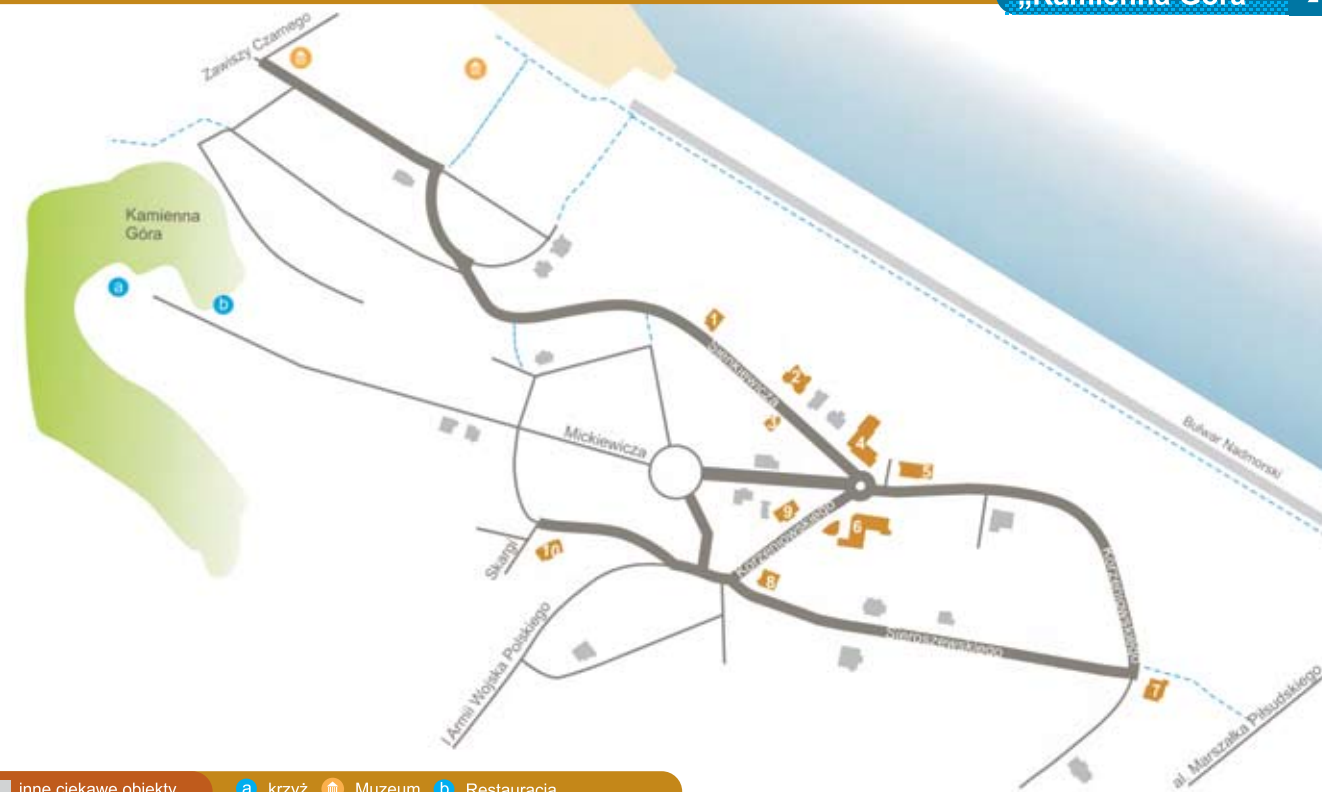 „Kamienna Góra”
Zawiszy Czarnego
Kamienna
Góra
a
b
1
Sienkiewicza
2
3
Bulwar Nadmorski
4
Mickiewicza
5
9
Korzeniowskiego
6
Skargi
10
8
Korzeniowskiego
I Armii Wojska Polskiego
Sieroszewskiego
7
al. Marszałka Piłsudskiego
inne ciekawe obiekty a krzyż Muzeum b Restauracja